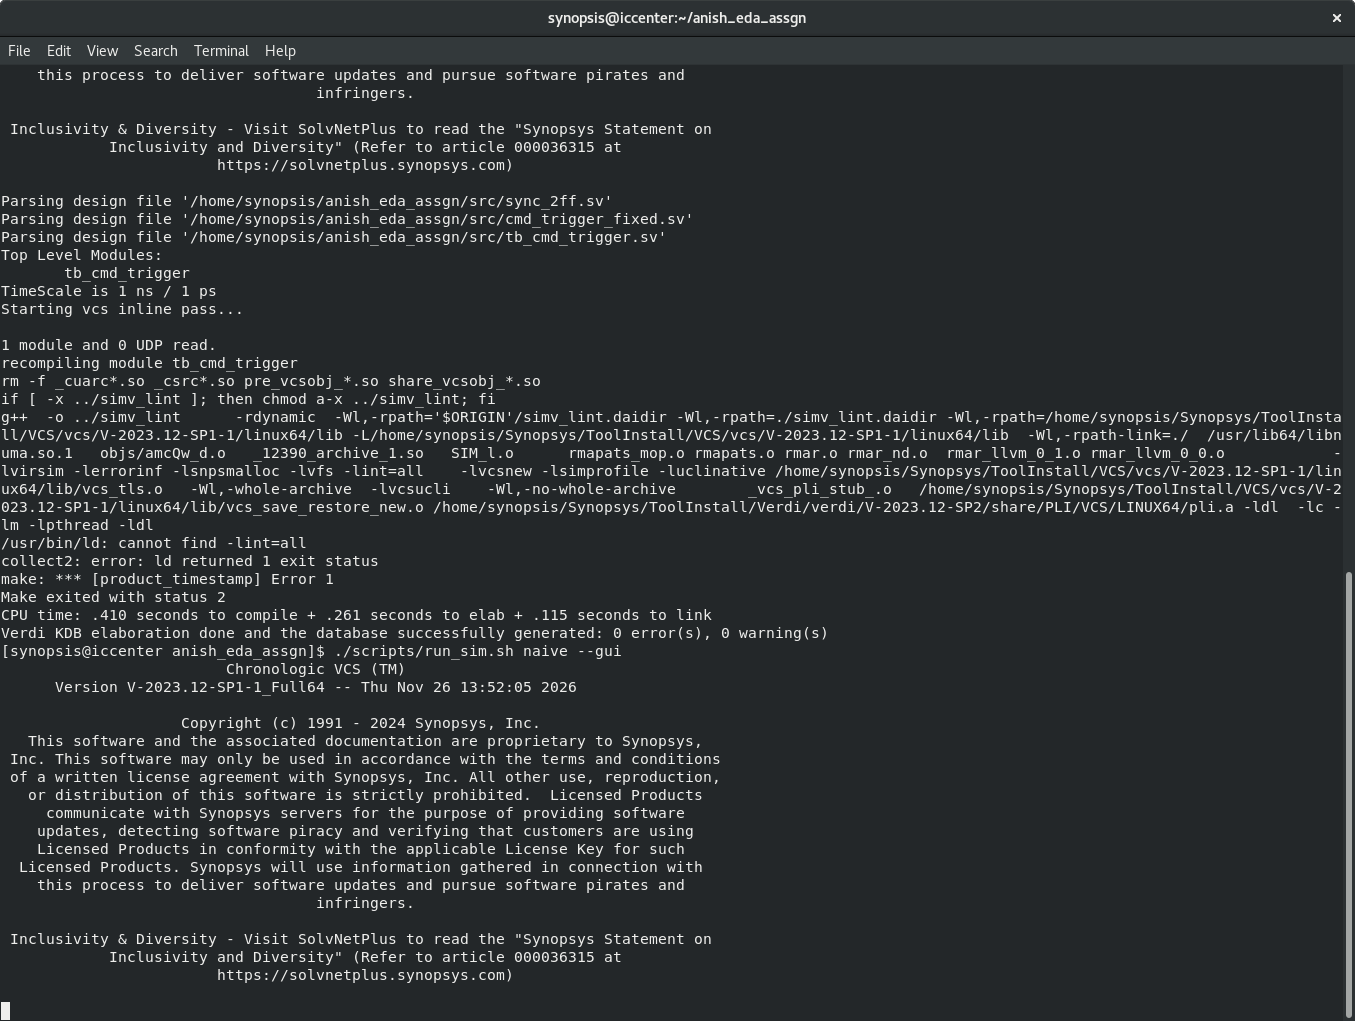 synopsis@iccenter:~/anish_eda_assgn
File Edit View Search Terminal Help
this process to deliver software updates and pursue software pirates and
infringers.
Inclusivity & Diversity - Visit SolvNetPlus to read the "Synopsys Statement on
Inclusivity and Diversity" (Refer to article 000036315 at
https://solvnetplus.synopsys.com)
Parsing design file '/home/synopsis/anish_eda_assgn/src/sync_2ff.sv'
Parsing design file '/home/synopsis/anish_eda_assgn/src/cmd_trigger_fixed.sv'
Parsing design file '/home/synopsis/anish_eda_assgn/src/tb_cmd_trigger.sv'
Top Level Modules:
tb_cmd_trigger
TimeScale is 1 ns / 1 ps
Starting vcs inline pass...
1 module and 0 UDP read.
recompiling module tb_cmd_trigger
rm -f _cuarc*.so _csrc*.so pre_vcsobj_*.so share_vcsobj_*.so
if [ -x ../simv_lint ]; then chmod a-x ../simv_lint; fi
g++  -o ../simv_lint      -rdynamic  -Wl,-rpath='$ORIGIN'/simv_lint.daidir -Wl,-rpath=./simv_lint.daidir -Wl,-rpath=/home/synopsis/Synopsys/ToolInsta
ll/VCS/vcs/V-2023.12-SP1-1/linux64/lib -L/home/synopsis/Synopsys/ToolInstall/VCS/vcs/V-2023.12-SP1-1/linux64/lib  -Wl,-rpath-link=./  /usr/lib64/libn
uma.so.1   objs/amcQw_d.o   _12390_archive_1.so   SIM_l.o      rmapats_mop.o rmapats.o rmar.o rmar_nd.o  rmar_llvm_0_1.o rmar_llvm_0_0.o            -
lvirsim -lerrorinf -lsnpsmalloc -lvfs -lint=all    -lvcsnew -lsimprofile -luclinative /home/synopsis/Synopsys/ToolInstall/VCS/vcs/V-2023.12-SP1-1/lin
ux64/lib/vcs_tls.o   -Wl,-whole-archive  -lvcsucli    -Wl,-no-whole-archive        _vcs_pli_stub_.o   /home/synopsis/Synopsys/ToolInstall/VCS/vcs/V-2
023.12-SP1-1/linux64/lib/vcs_save_restore_new.o /home/synopsis/Synopsys/ToolInstall/Verdi/verdi/V-2023.12-SP2/share/PLI/VCS/LINUX64/pli.a -ldl  -lc -
lm -lpthread -ldl
/usr/bin/ld: cannot find -lint=all
collect2: error: ld returned 1 exit status
make: *** [product_timestamp] Error 1
Make exited with status 2
CPU time: .410 seconds to compile + .261 seconds to elab + .115 seconds to link
Verdi KDB elaboration done and the database successfully generated: 0 error(s), 0 warning(s)
[synopsis@iccenter anish_eda_assgn]$ ./scripts/run_sim.sh naive --gui
Chronologic VCS (TM)
Version V-2023.12-SP1-1_Full64 -- Thu Nov 26 13:52:05 2026
Copyright (c) 1991 - 2024 Synopsys, Inc.
This software and the associated documentation are proprietary to Synopsys,
Inc. This software may only be used in accordance with the terms and conditions
of a written license agreement with Synopsys, Inc. All other use, reproduction,
or distribution of this software is strictly prohibited.  Licensed Products
communicate with Synopsys servers for the purpose of providing software
updates, detecting software piracy and verifying that customers are using
Licensed Products in conformity with the applicable License Key for such
Licensed Products. Synopsys will use information gathered in connection with
this process to deliver software updates and pursue software pirates and
infringers.
Inclusivity & Diversity - Visit SolvNetPlus to read the "Synopsys Statement on
Inclusivity and Diversity" (Refer to article 000036315 at
https://solvnetplus.synopsys.com)